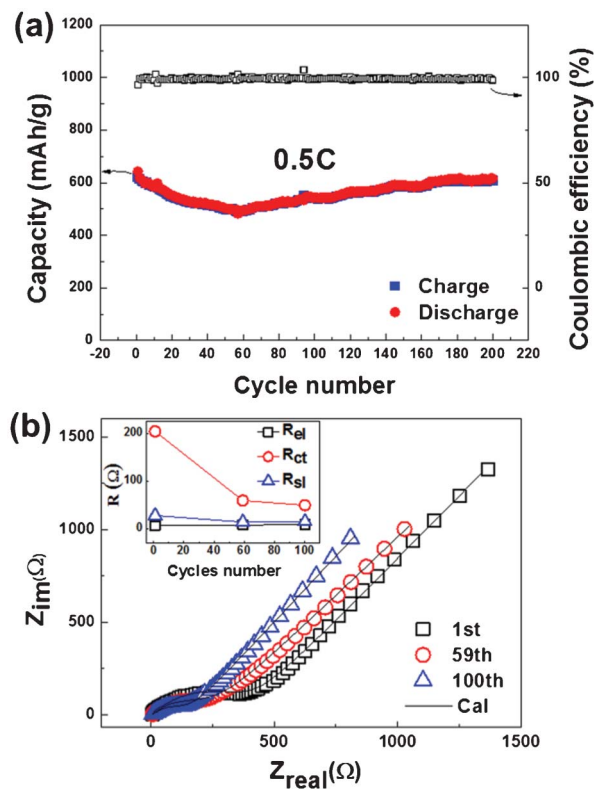 (a)
1200
1000
800
600
400
200
0
Capacity (mAh/g)
100
50
0
Coulombic efficiency (%)
0.5C
Charge
Discharge
-20 0 20 40 60 80 100 120 140 160 180 200 220
Cycle number
(b)
1500
1000
500
0
Zim(Ω)
200
100
0
R (Ω)
Rel
Rct
Rsl
0 20 40 60 80 100
Cycles number
1st
59th
100th
Cal
0 500 1000 1500
Zreal(Ω)